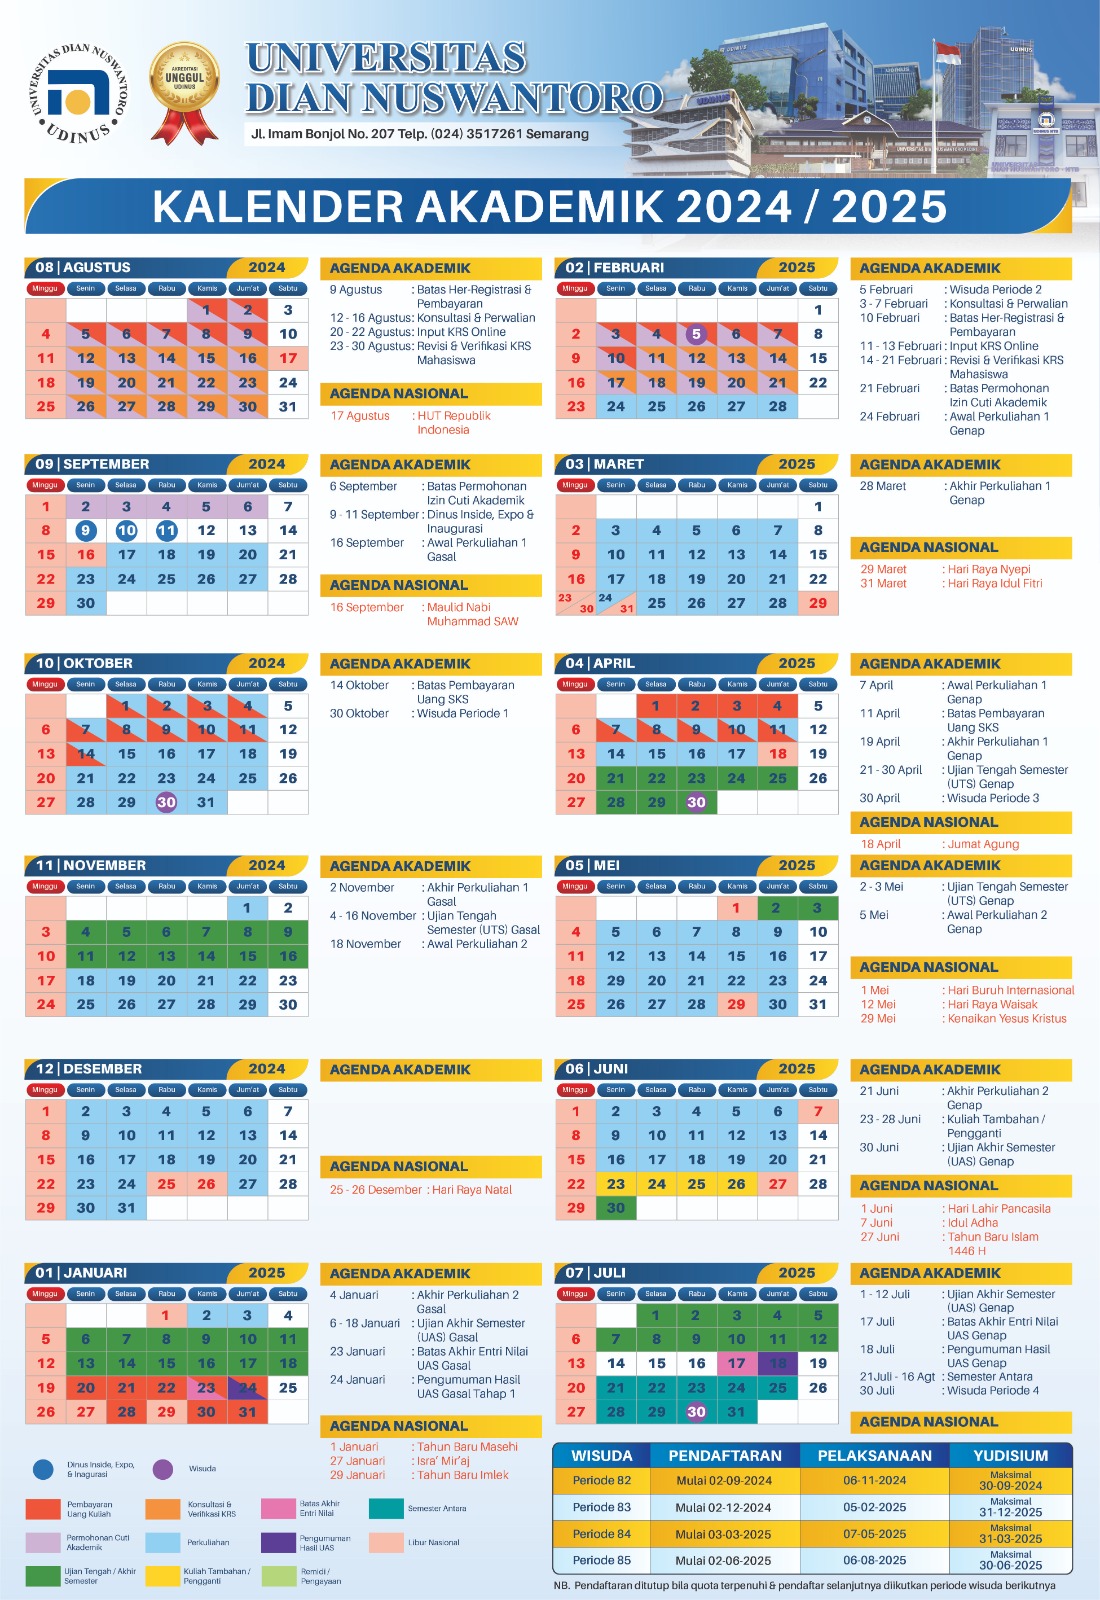 UNIVERSITAS DIAN NUSWANTORO
• UDINUS •
AKREDITASI
UNGGUL
UDINUS
UNIVERSITAS
DIAN NUSWANTORO
Jl. Imam Bonjol No. 207 Telp. (024) 3517261 Semarang
UDINUS
UDINUS
UDINUS
KALENDER AKADEMIK 2024 / 2025
08 | AGUSTUS 2024
Minggu Senin Selasa Rabu Kamis Jum'at Sabtu
1 2 3
4 5 6 7 8 9 10
11 12 13 14 15 16 17
18 19 20 21 22 23 24
25 26 27 28 29 30 31
AGENDA AKADEMIK
9 Agustus : Batas Her-Registrasi &
Pembayaran
12 - 16 Agustus: Konsultasi & Perwalian
20 - 22 Agustus: Input KRS Online
23 - 30 Agustus: Revisi & Verifikasi KRS
Mahasiswa
AGENDA NASIONAL
17 Agustus : HUT Republik
Indonesia
02 | FEBRUARI 2025
Minggu Senin Selasa Rabu Kamis Jum'at Sabtu
1
2 3 4 5 6 7 8
9 10 11 12 13 14 15
16 17 18 19 20 21 22
23 24 25 26 27 28
AGENDA AKADEMIK
5 Februari : Wisuda Periode 2
3 - 7 Februari : Konsultasi & Perwalian
10 Februari : Batas Her-Registrasi &
Pembayaran
11 - 13 Februari : Input KRS Online
14 - 21 Februari : Revisi & Verifikasi KRS
Mahasiswa
21 Februari : Batas Permohonan
Izin Cuti Akademik
24 Februari : Awal Perkuliahan 1
Genap
09 | SEPTEMBER 2024
Minggu Senin Selasa Rabu Kamis Jum'at Sabtu
1 2 3 4 5 6 7
8 9 10 11 12 13 14
15 16 17 18 19 20 21
22 23 24 25 26 27 28
29 30
AGENDA AKADEMIK
6 September : Batas Permohonan
Izin Cuti Akademik
9 - 11 September : Dinus Inside, Expo &
Inaugurasi
16 September : Awal Perkuliahan 1
Gasal
AGENDA NASIONAL
16 September : Maulid Nabi
Muhammad SAW
03 | MARET 2025
Minggu Senin Selasa Rabu Kamis Jum'at Sabtu
1
2 3 4 5 6 7 8
9 10 11 12 13 14 15
16 17 18 19 20 21 22
23 30 24 31 25 26 27 28 29
AGENDA AKADEMIK
28 Maret : Akhir Perkuliahan 1
Genap
AGENDA NASIONAL
29 Maret : Hari Raya Nyepi
31 Maret : Hari Raya Idul Fitri
10 | OKTOBER 2024
Minggu Senin Selasa Rabu Kamis Jum'at Sabtu
1 2 3 4 5
6 7 8 9 10 11 12
13 14 15 16 17 18 19
20 21 22 23 24 25 26
27 28 29 30 31
AGENDA AKADEMIK
14 Oktober : Batas Pembayaran
Uang SKS
30 Oktober : Wisuda Periode 1
04 | APRIL 2025
Minggu Senin Selasa Rabu Kamis Jum'at Sabtu
1 2 3 4 5
6 7 8 9 10 11 12
13 14 15 16 17 18 19
20 21 22 23 24 25 26
27 28 29 30
AGENDA AKADEMIK
7 April : Awal Perkuliahan 1
Genap
11 April : Batas Pembayaran
Uang SKS
19 April : Akhir Perkuliahan 1
Genap
21 - 30 April : Ujian Tengah Semester
(UTS) Genap
30 April : Wisuda Periode 3
AGENDA NASIONAL
18 April : Jumat Agung
11 | NOVEMBER 2024
Minggu Senin Selasa Rabu Kamis Jum'at Sabtu
1 2
3 4 5 6 7 8 9
10 11 12 13 14 15 16
17 18 19 20 21 22 23
24 25 26 27 28 29 30
AGENDA AKADEMIK
2 November : Akhir Perkuliahan 1
Gasal
4 - 16 November : Ujian Tengah
Semester (UTS) Gasal
18 November : Awal Perkuliahan 2
05 | MEI 2025
Minggu Senin Selasa Rabu Kamis Jum'at Sabtu
1 2 3
4 5 6 7 8 9 10
11 12 13 14 15 16 17
18 29 20 21 22 23 24
25 26 27 28 29 30 31
AGENDA AKADEMIK
2 - 3 Mei : Ujian Tengah Semester
(UTS) Genap
5 Mei : Awal Perkuliahan 2
Genap
AGENDA NASIONAL
1 Mei : Hari Buruh Internasional
12 Mei : Hari Raya Waisak
29 Mei : Kenaikan Yesus Kristus
12 | DESEMBER 2024
Minggu Senin Selasa Rabu Kamis Jum'at Sabtu
1 2 3 4 5 6 7
8 9 10 11 12 13 14
15 16 17 18 19 20 21
22 23 24 25 26 27 28
29 30 31
AGENDA AKADEMIK
AGENDA NASIONAL
25 - 26 Desember : Hari Raya Natal
06 | JUNI 2025
Minggu Senin Selasa Rabu Kamis Jum'at Sabtu
1 2 3 4 5 6 7
8 9 10 11 12 13 14
15 16 17 18 19 20 21
22 23 24 25 26 27 28
29 30
AGENDA AKADEMIK
21 Juni : Akhir Perkuliahan 2
Genap
23 - 28 Juni : Kuliah Tambahan /
Pengganti
30 Juni : Ujian Akhir Semester
(UAS) Genap
AGENDA NASIONAL
1 Juni : Hari Lahir Pancasila
7 Juni : Idul Adha
27 Juni : Tahun Baru Islam
1446 H
01 | JANUARI 2025
Minggu Senin Selasa Rabu Kamis Jum'at Sabtu
1 2 3 4
5 6 7 8 9 10 11
12 13 14 15 16 17 18
19 20 21 22 23 24 25
26 27 28 29 30 31
AGENDA AKADEMIK
4 Januari : Akhir Perkuliahan 2
Gasal
6 - 18 Januari : Ujian Akhir Semester
(UAS) Gasal
23 Januari : Batas Akhir Entri Nilai
UAS Gasal
24 Januari : Pengumuman Hasil
UAS Gasal Tahap 1
AGENDA NASIONAL
1 Januari : Tahun Baru Masehi
27 Januari : Isra' Mir'aj
29 Januari : Tahun Baru Imlek
07 | JULI 2025
Minggu Senin Selasa Rabu Kamis Jum'at Sabtu
1 2 3 4 5
6 7 8 9 10 11 12
13 14 15 16 17 18 19
20 21 22 23 24 25 26
27 28 29 30 31
AGENDA AKADEMIK
1 - 12 Juli : Ujian Akhir Semester
(UAS) Genap
17 Juli : Batas Akhir Entri Nilai
UAS Genap
18 Juli : Pengumuman Hasil
UAS Genap
21Juli - 16 Agt : Semester Antara
30 Juli : Wisuda Periode 4
AGENDA NASIONAL
Dinus Inside, Expo,
& Inagurasi
Wisuda
Pembayaran
Uang Kuliah
Konsultasi &
Verifikasi KRS
Batas Akhir
Entri Nilai
Semester Antara
Permohonan Cuti
Akademik
Perkuliahan
Pengumuman
Hasil UAS
Libur Nasional
Ujian Tengah / Akhir
Semester
Kuliah Tambahan /
Pengganti
Remidi /
Pengayaan
WISUDA PENDAFTARAN PELAKSANAAN YUDISIUM
Periode 82 Mulai 02-09-2024 06-11-2024 Maksimal 30-09-2024
Periode 83 Mulai 02-12-2024 05-02-2025 Maksimal 31-12-2025
Periode 84 Mulai 03-03-2025 07-05-2025 Maksimal 31-03-2025
Periode 85 Mulai 02-06-2025 06-08-2025 Maksimal 30-06-2025
NB. Pendaftaran ditutup bila quota terpenuhi & pendaftar selanjutnya diikutkan periode wisuda berikutnya